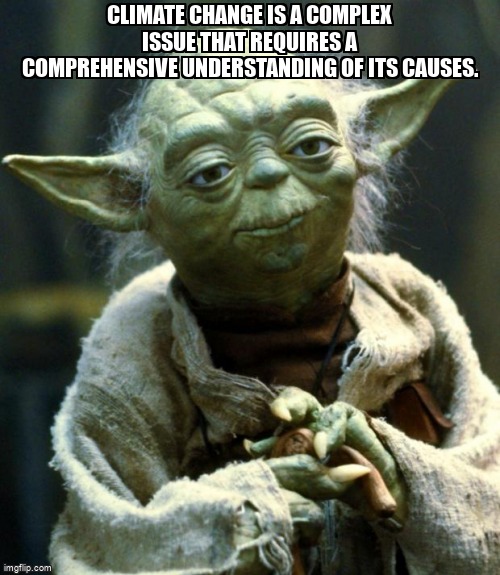 CLIMATE CHANGE IS A COMPLEX
ISSUE THAT REQUIRES A
COMPREHENSIVE UNDERSTANDING OF ITS CAUSES.
imgflip.com